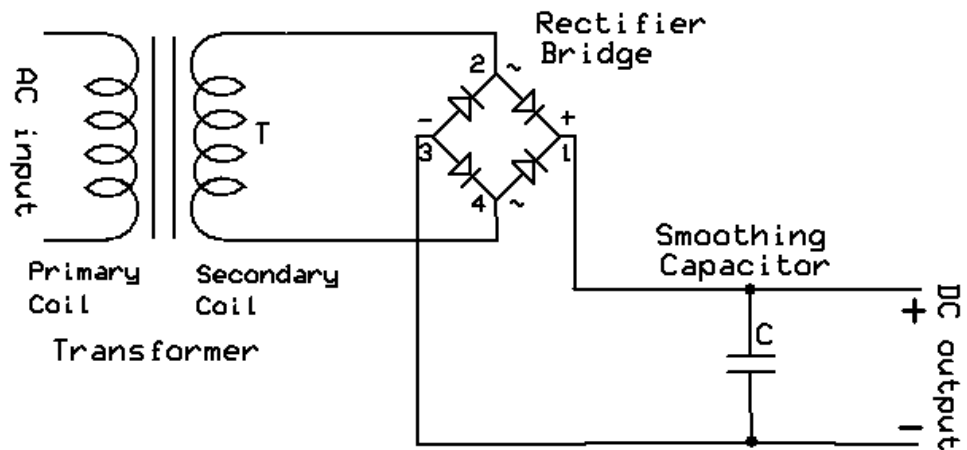 Rectifier
Bridge
AC input
2 ~
- +
T
3 1
4 ~
Primary
Coil
Secondary
Coil
Transformer
Smoothing
Capacitor
C
+
-
DC output